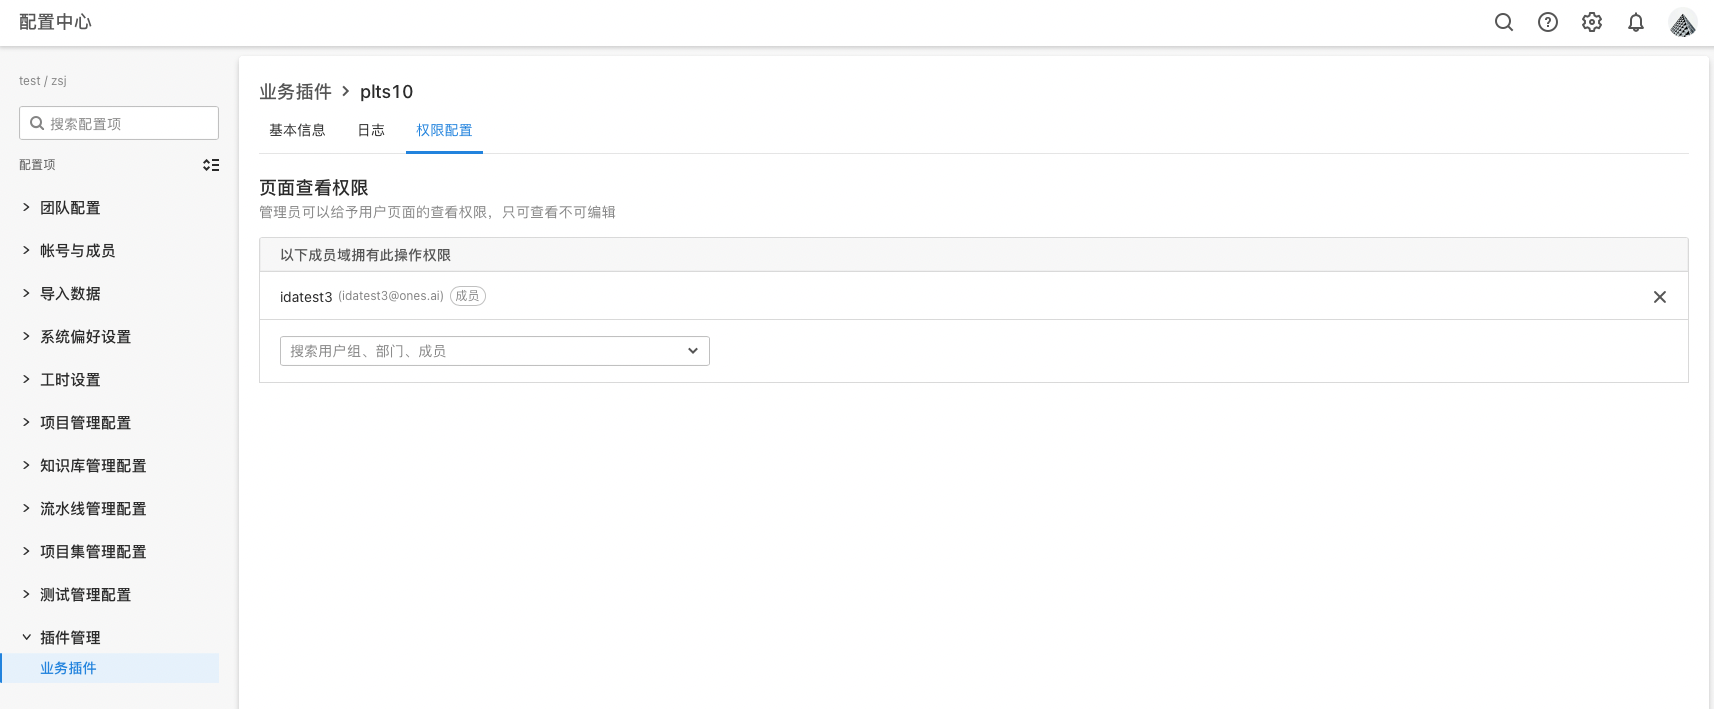 配置中心
test / zsj
搜索配置项
配置项
团队配置
帐号与成员
导入数据
系统偏好设置
工时设置
项目管理配置
知识库管理配置
流水线管理配置
项目集管理配置
测试管理配置
插件管理
业务插件
业务插件 > plts10
基本信息 日志 权限配置
页面查看权限
管理员可以给予用户页面的查看权限，只可查看不可编辑
以下成员域拥有此操作权限
idatest3 (idatest3@ones.ai) 成员
搜索用户组、部门、成员